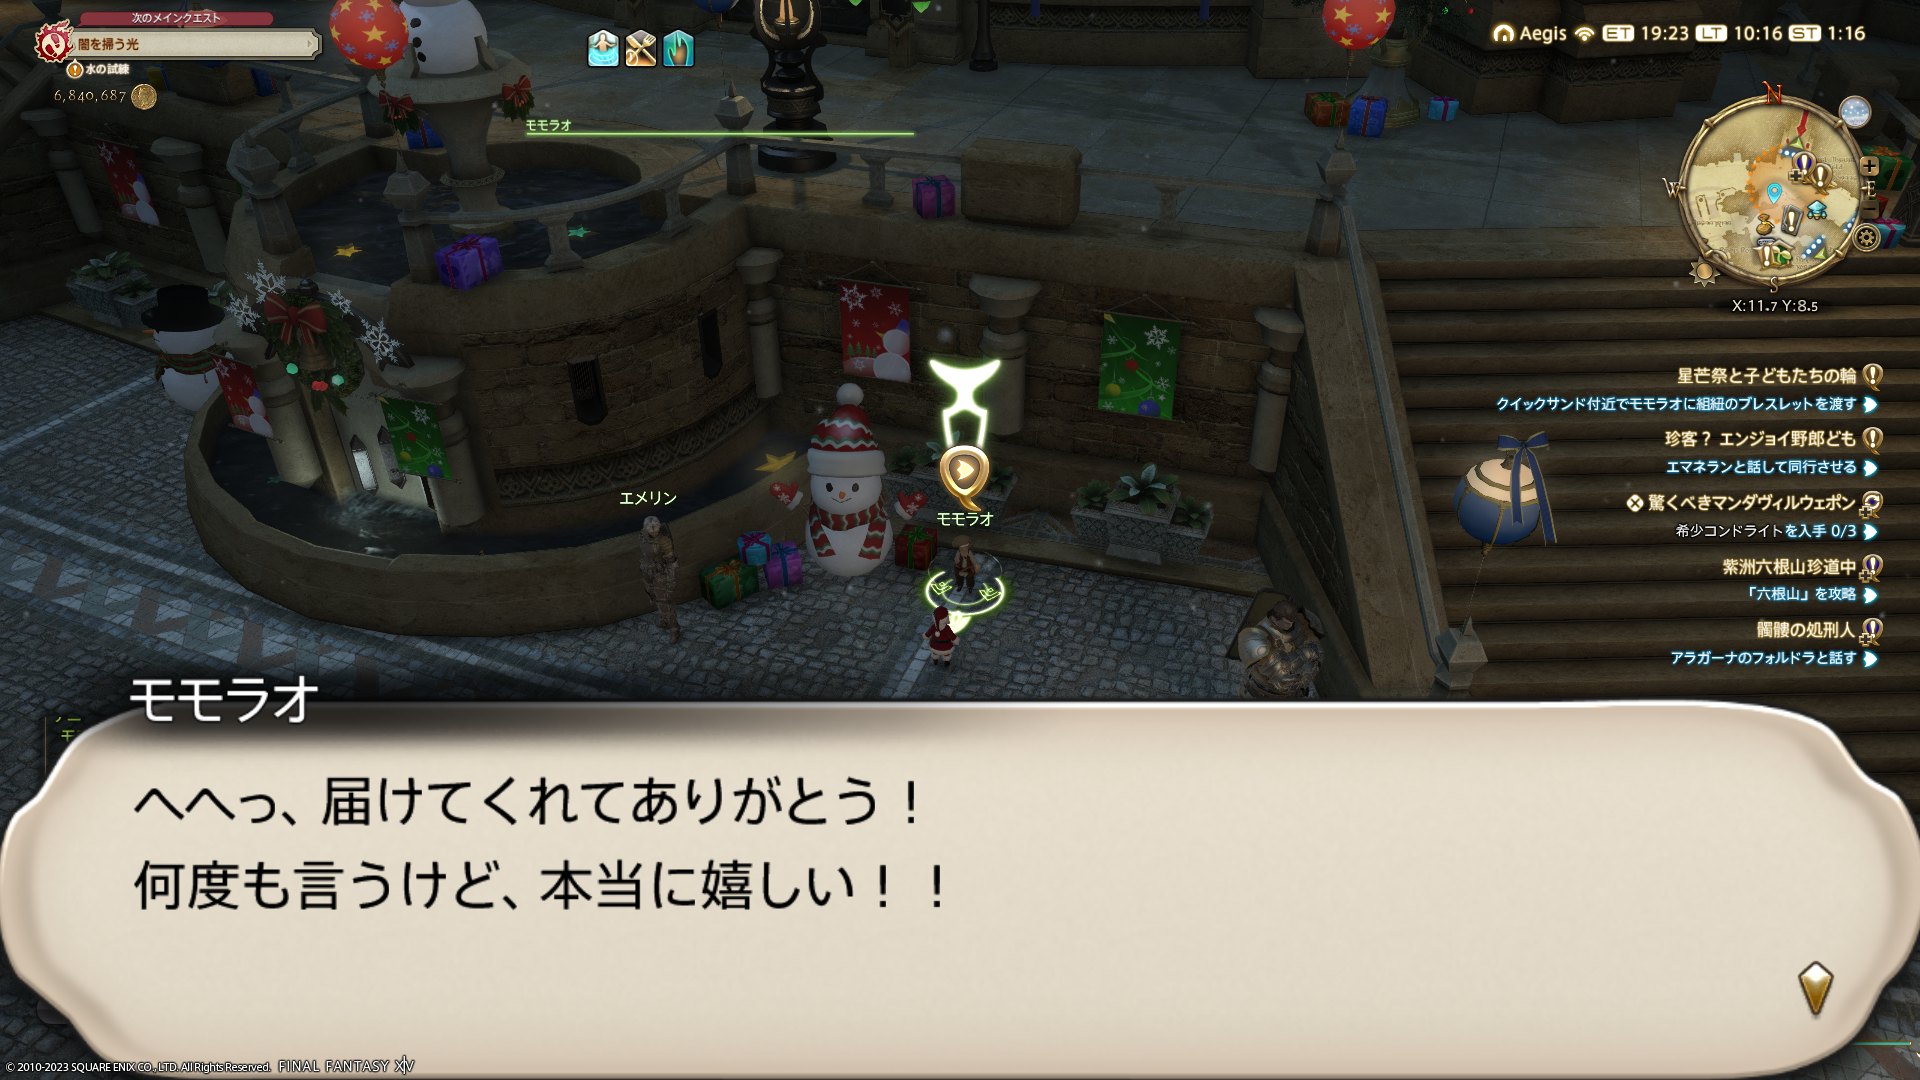 次のメインクエスト
闇を掃う光
水の試練
6,840,687
モモラオ
Aegis ET 19:23 LT 10:16 ST 1:16
N
W
E
S
X:11.7 Y:8.5
星芒祭と子どもたちの輪
クイックサンド付近でモモラオに組紐のブレスレットを渡す
珍客？ エンジョイ野郎ども
エマネランと話して同行させる
驚くべきマンダヴィルウェポン
希少コンドライトを入手 0/3
紫洲六根山珍道中
「六根山」を攻略
髑髏の処刑人
アラガーナのフォルドラと話す
エメリン
モモラオ
モモラオ
へへっ、届けてくれてありがとう！
何度も言うけど、本当に嬉しい！！
© 2010-2023 SQUARE ENIX CO., LTD. All Rights Reserved. FINAL FANTASY XIV